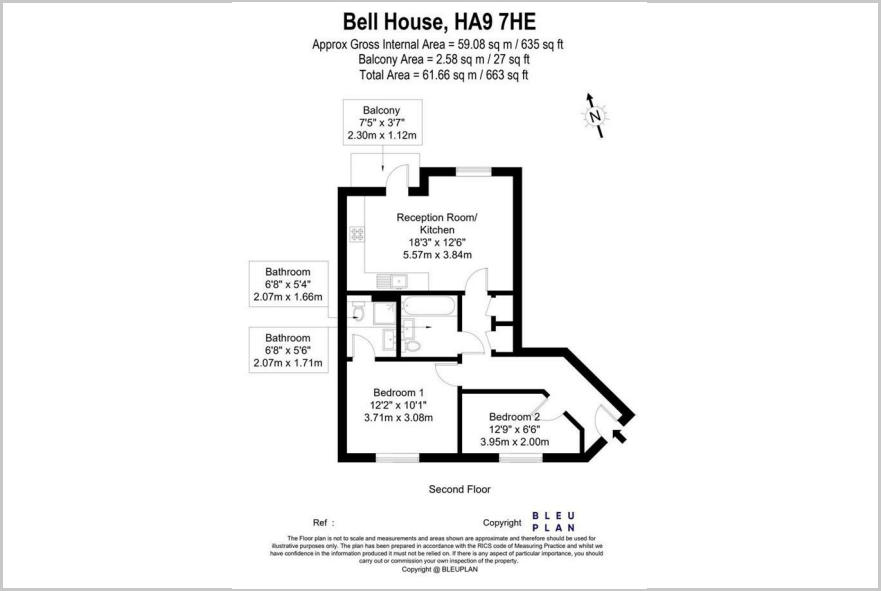 Bell House, HA9 7HE
Approx Gross Internal Area = 59.08 sq m / 635 sq ft
Balcony Area = 2.58 sq m / 27 sq ft
Total Area = 61.66 sq m / 663 sq ft
N
Balcony
7'5" x 3'7"
2.30m x 1.12m
Reception Room/
Kitchen
18'3" x 12'6"
5.57m x 3.84m
Bathroom
6'8" x 5'4"
2.07m x 1.66m
Bathroom
6'8" x 5'6"
2.07m x 1.71m
Bedroom 1
12'2" x 10'1"
3.71m x 3.08m
Bedroom 2
12'9" x 6'6"
3.95m x 2.00m
Second Floor
Ref :
Copyright
BLEU
PLAN
The Floor plan is not to scale and measurements and areas shown are approximate and therefore should be used for
illustrative purposes only. The plan has been prepared in accordance with the RICS code of Measuring Practice and whilst we
have confidence in the information produced it must not be relied on. If there is any aspect of particular importance, you should
carry out or commission your own inspection of the property.
Copyright @ BLEUPLAN